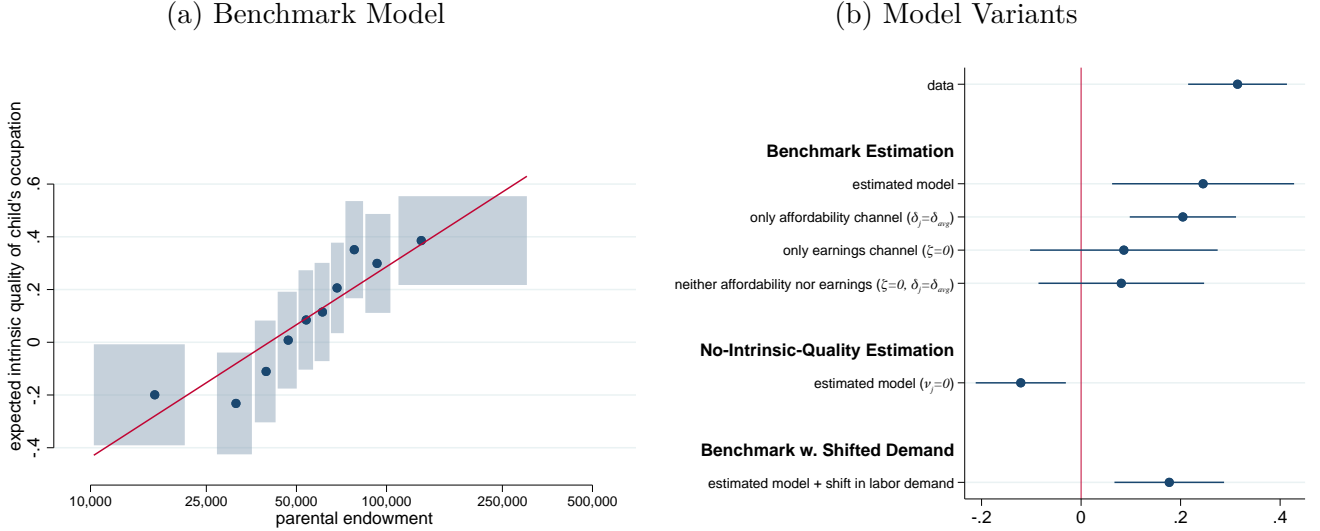 (a) Benchmark Model
expected intrinsic quality of child's occupation
.6
.4
.2
0
-.2
-.4
10,000
25,000
50,000
100,000
250,000
500,000
parental endowment
(b) Model Variants
data
Benchmark Estimation
estimated model
only affordability channel (δj=δavg)
only earnings channel (ζ=0)
neither affordability nor earnings (ζ=0, δj=δavg)
No-Intrinsic-Quality Estimation
estimated model (νj=0)
Benchmark w. Shifted Demand
estimated model + shift in labor demand
-.2
0
.2
.4